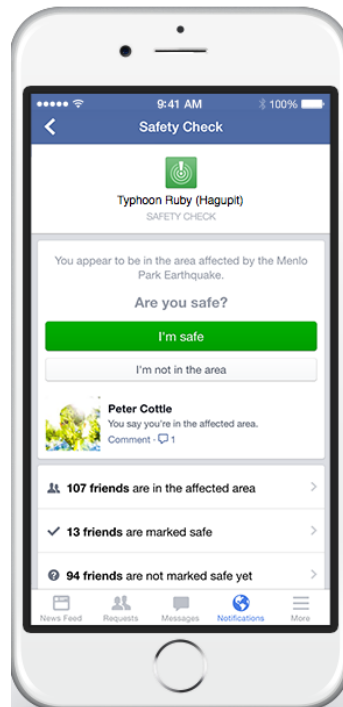 9:41 AM
100%
Safety Check
Typhoon Ruby (Hagupit)
SAFETY CHECK
You appear to be in the area affected by the Menlo
Park Earthquake.
Are you safe?
I'm safe
I'm not in the area
Peter Cottle
You say you're in the affected area.
Comment · 1
107 friends are in the affected area
13 friends are marked safe
94 friends are not marked safe yet
News Feed Requests Messages Notifications More